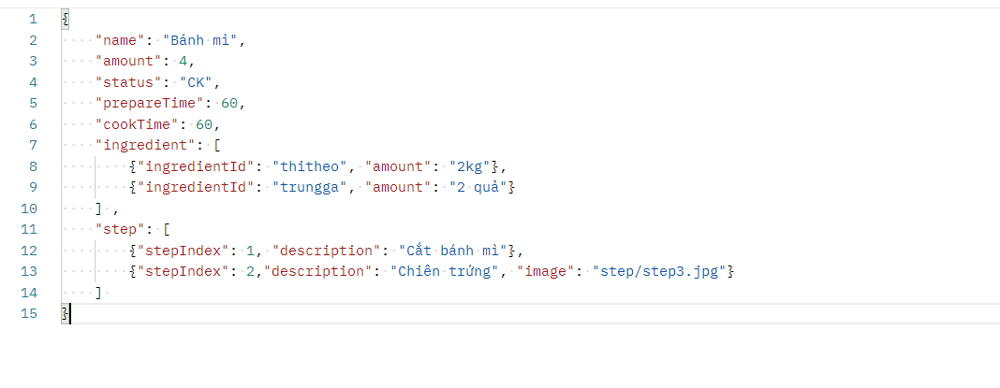 1 {
2 "name": "Bánh mì",
3 "amount": 4,
4 "status": "CK",
5 "prepareTime": 60,
6 "cookTime": 60,
7 "ingredient": [
8 {"ingredientId": "thitheo", "amount": "2kg"},
9 {"ingredientId": "trungga", "amount": "2 quả"}
10 ] ,
11 "step": [
12 {"stepIndex": 1, "description": "Cắt bánh mì"},
13 {"stepIndex": 2,"description": "Chiên trứng", "image": "step/step3.jpg"}
14 ]
15 }